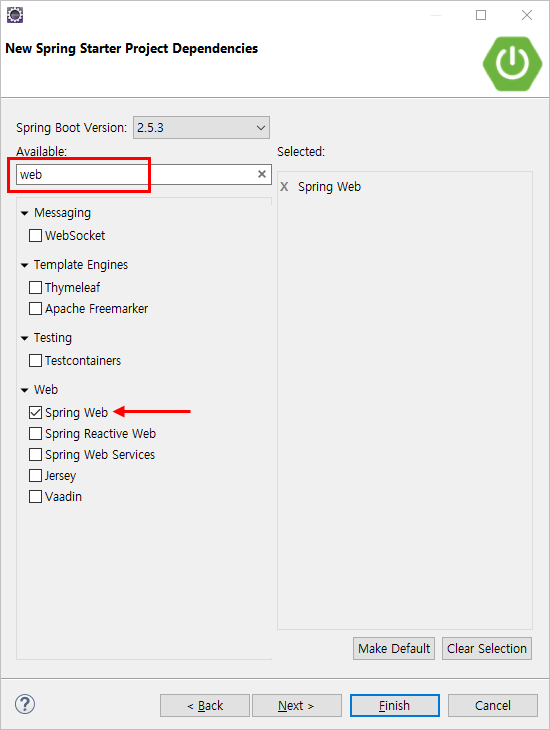 New Spring Starter Project Dependencies
Spring Boot Version: 2.5.3
Available:
Selected:
web
X Spring Web
Messaging
WebSocket
Template Engines
Thymeleaf
Apache Freemarker
Testing
Testcontainers
Web
Spring Web
Spring Reactive Web
Spring Web Services
Jersey
Vaadin
Make Default Clear Selection
? < Back Next > Finish Cancel